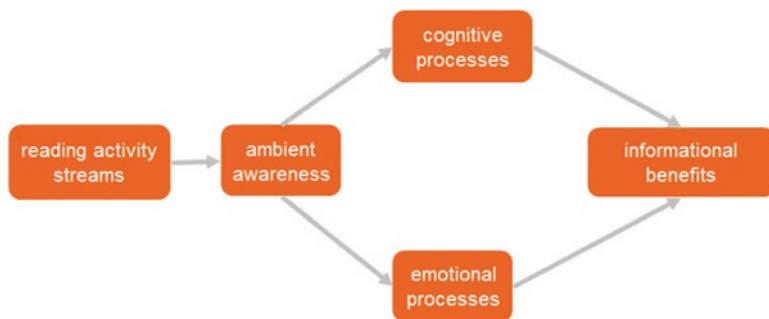 cognitive
processes
reading activity
streams
ambient
awareness
informational
benefits
emotional
processes